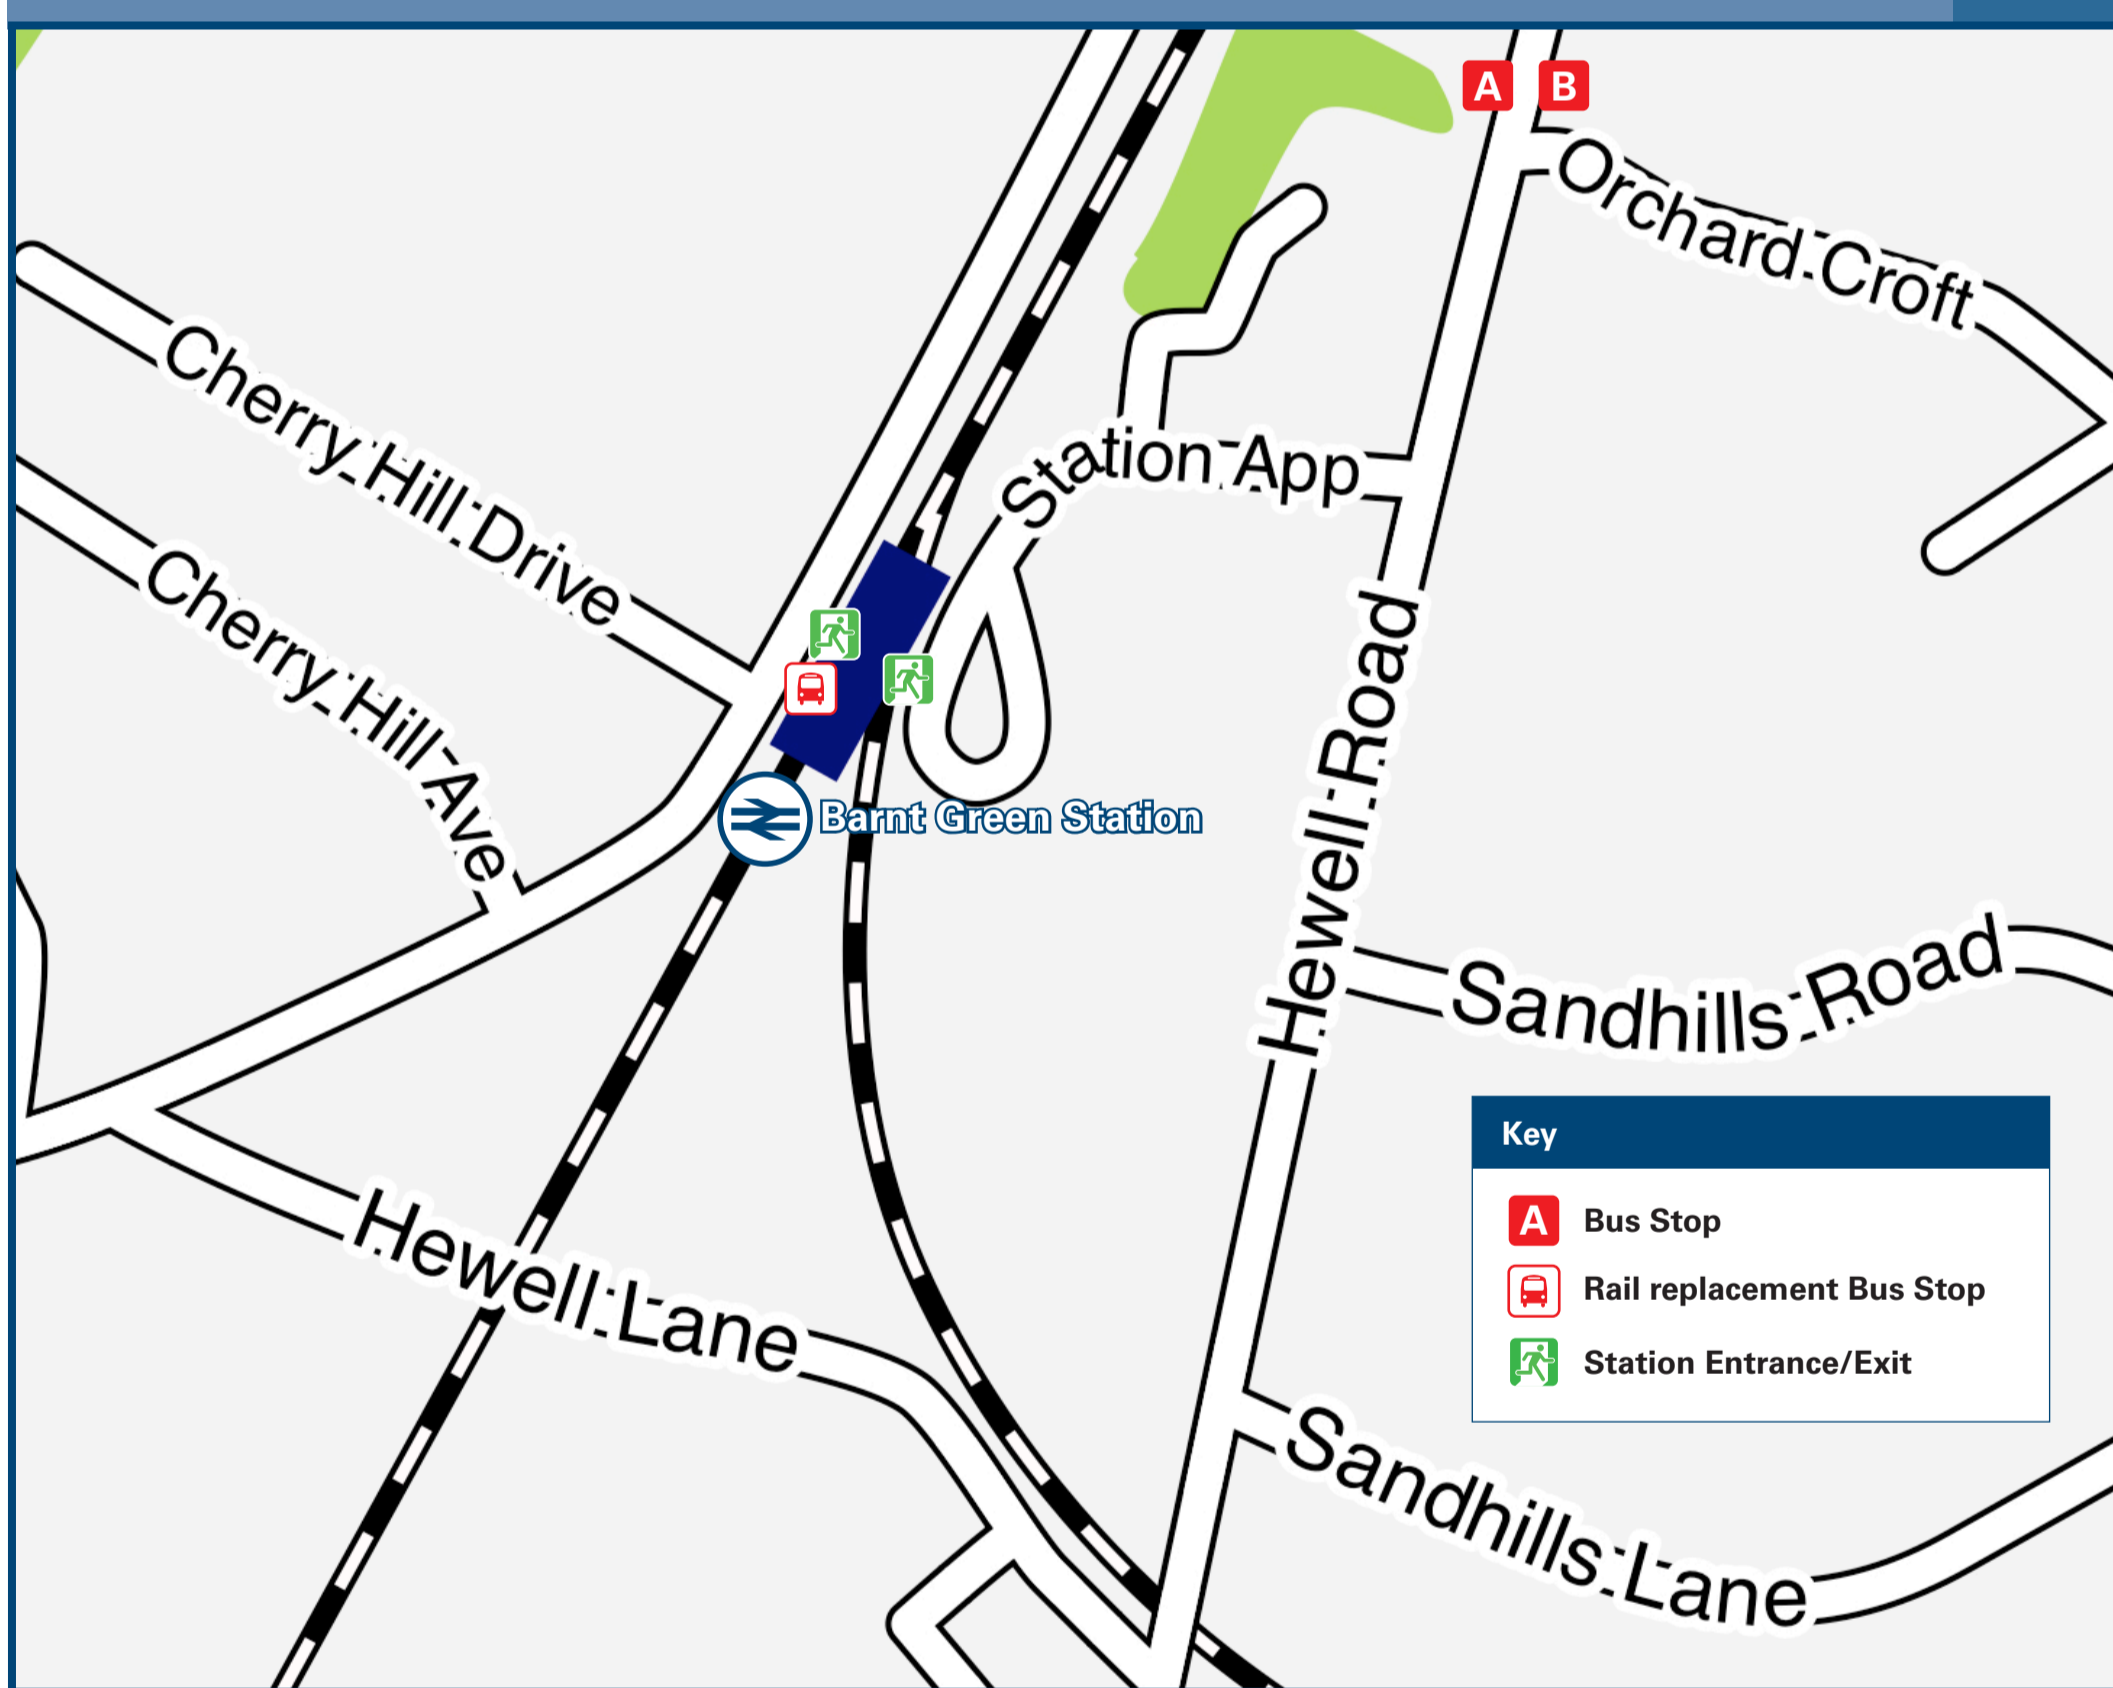 A
B
Orchard Croft
Cherry Hill Drive
Station App
Cherry Hill Ave
Hewell Road
Barnt Green Station
Sandhills Road
Hewell Lane
Sandhills Lane
Key
A Bus Stop
Rail replacement Bus Stop
Station Entrance/Exit